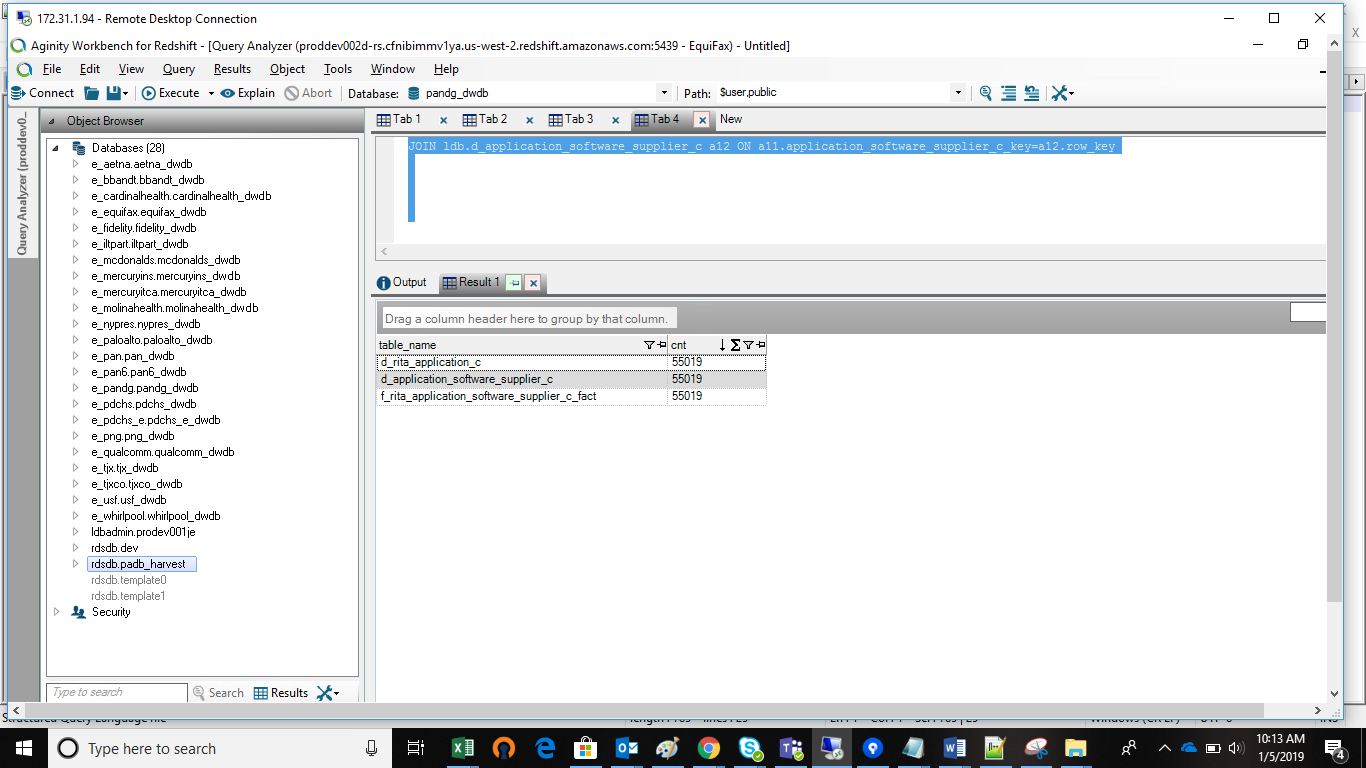 172.31.1.94 - Remote Desktop Connection
Aginity Workbench for Redshift - [Query Analyzer (proddev002d-rs.cfnibimmv1ya.us-west-2.redshift.amazonaws.com:5439 - EquiFax) - Untitled]
File Edit View Query Results Object Tools Window Help
Connect Execute Explain Abort Database: pandg_dwdb Path: $user,public
Query Analyzer (proddev0...
Object Browser
Databases (28)
e_aetna.aetna_dwdb
e_bbandt.bbandt_dwdb
e_cardinalhealth.cardinalhealth_dwdb
e_equifax.equifax_dwdb
e_fidelity.fidelity_dwdb
e_iltpart.iltpart_dwdb
e_mcdonalds.mcdonalds_dwdb
e_mercuryins.mercuryins_dwdb
e_mercuryitca.mercuryitca_dwdb
e_molinahealth.molinahealth_dwdb
e_nypres.nypres_dwdb
e_paloalto.paloalto_dwdb
e_pan.pan_dwdb
e_pan6.pan6_dwdb
e_pandg.pandg_dwdb
e_pdchs.pdchs_dwdb
e_pdchs_e.pdchs_e_dwdb
e_png.png_dwdb
e_qualcomm.qualcomm_dwdb
e_tjx.tjx_dwdb
e_tjxco.tjxco_dwdb
e_usf.usf_dwdb
e_whirlpool.whirlpool_dwdb
ldbadmin.prodev001je
rdsdb.dev
rdsdb.padb_harvest
rdsdb.template0
rdsdb.template1
Security
Type to search Search Results
Tab 1 Tab 2 Tab 3 Tab 4 New
JOIN ldb.d_application_software_supplier_c a12 ON a11.application_software_supplier_c_key=a12.row_key
Output Result 1
Drag a column header here to group by that column.
table_name cnt
d_rita_application_c 55019
d_application_software_supplier_c 55019
f_rita_application_software_supplier_c_fact 55019
Type here to search
10:13 AM
1/5/2019
4